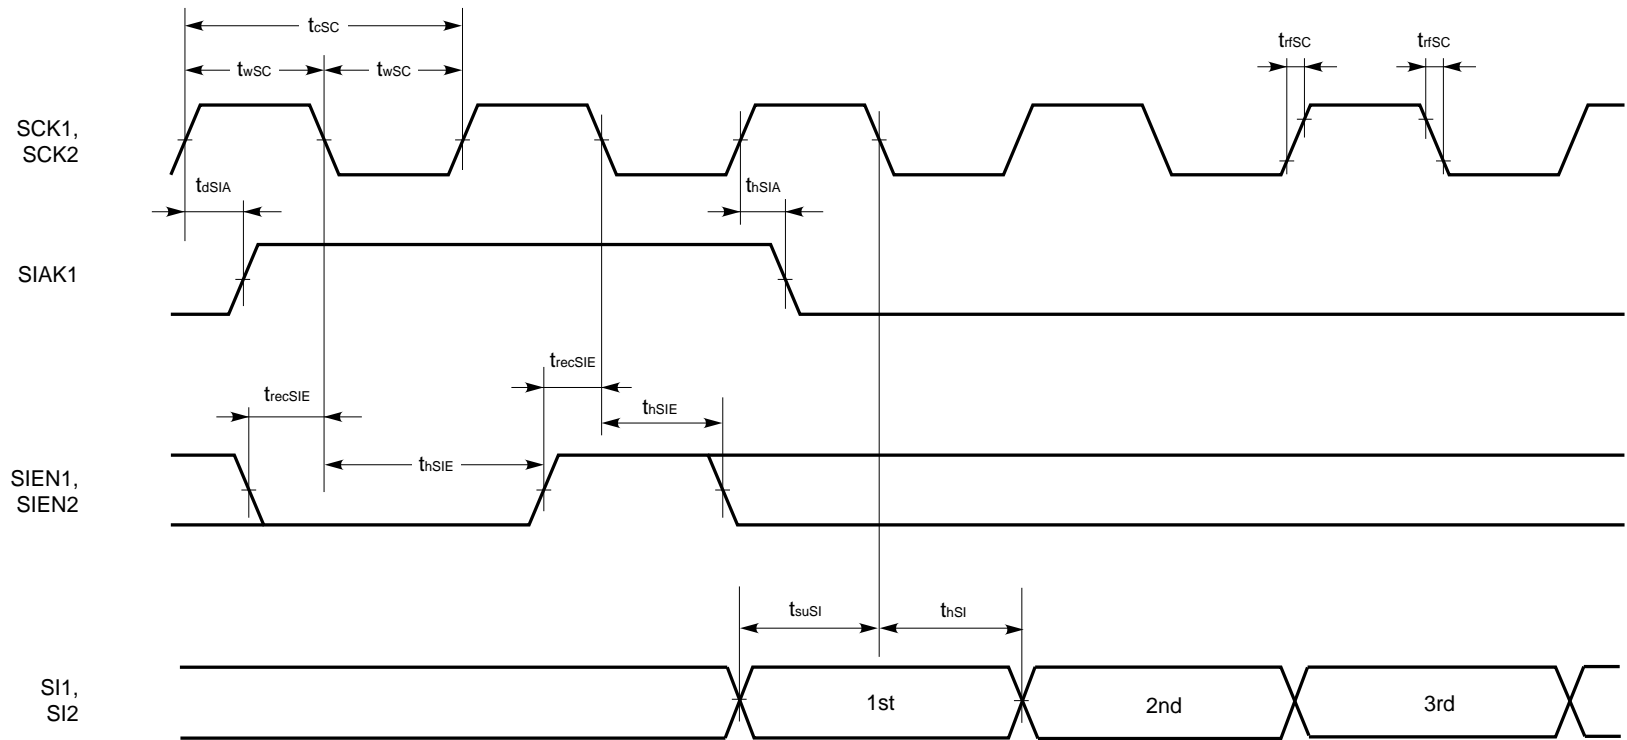 tcSC
twSC twSC
trfSC trfSC
SCK1,
SCK2
tdSIA
thSIA
SIAK1
trecSIE
trecSIE
thSIE
thSIE
SIEN1,
SIEN2
tsuSI
thSI
SI1,
SI2
1st 2nd 3rd